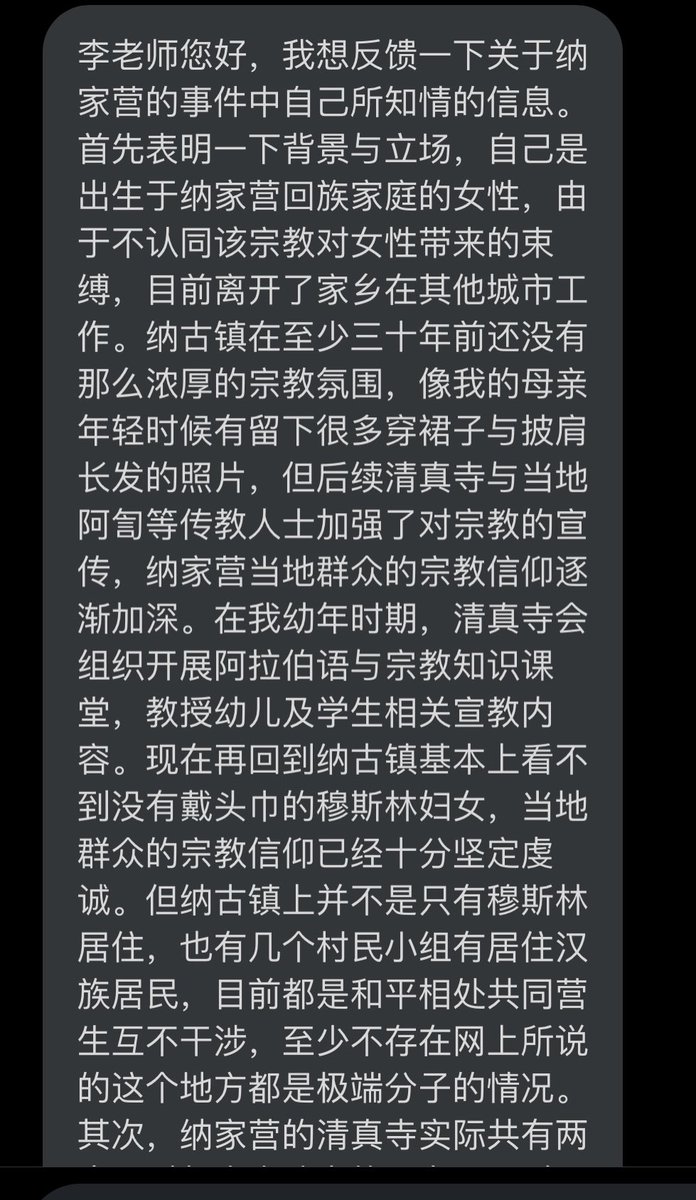 李老师您好，我想反馈一下关于纳
家营的事件中自己所知情的信息。
首先表明一下背景与立场，自己是
出生于纳家营回族家庭的女性，由
于不认同该宗教对女性带来的束
缚，目前离开了家乡在其他城市工
作。纳古镇在至少三十年前还没有
那么浓厚的宗教氛围，像我的母亲
年轻时候有留下很多穿裙子与披肩
长发的照片，但后续清真寺与当地
阿訇等传教人士加强了对宗教的宣
传，纳家营当地群众的宗教信仰逐
渐加深。在我幼年时期，清真寺会
组织开展阿拉伯语与宗教知识课
堂，教授幼儿及学生相关宣教内
容。现在再回到纳古镇基本上看不
到没有戴头巾的穆斯林妇女，当地
群众的宗教信仰已经十分坚定虔
诚。但纳古镇上并不是只有穆斯林
居住，也有几个村民小组有居住汉
族居民，目前都是和平相处共同营
生互不干涉，至少不存在网上所说
的这个地方都是极端分子的情况。
其次，纳家营的清真寺实际共有两